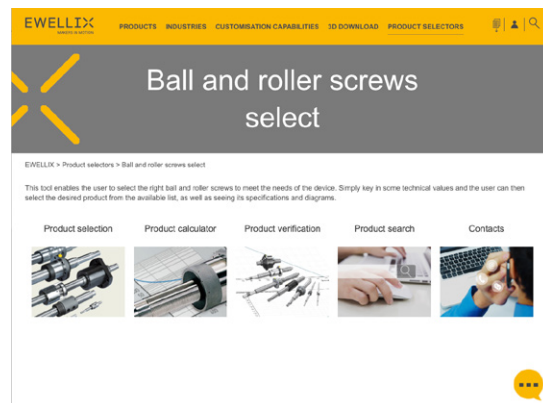 EWELLIX
MAKERS IN MOTION
PRODUCTS INDUSTRIES CUSTOMISATION CAPABILITIES 3D DOWNLOAD PRODUCT SELECTORS
Ball and roller screws
select
EWELLIX > Product selectors > Ball and roller screws select
This tool enables the user to select the right ball and roller screws to meet the needs of the device. Simply key in some technical values and the user can then
select the desired product from the available list, as well as seeing its specifications and diagrams.
Product selection Product calculator Product verification Product search Contacts